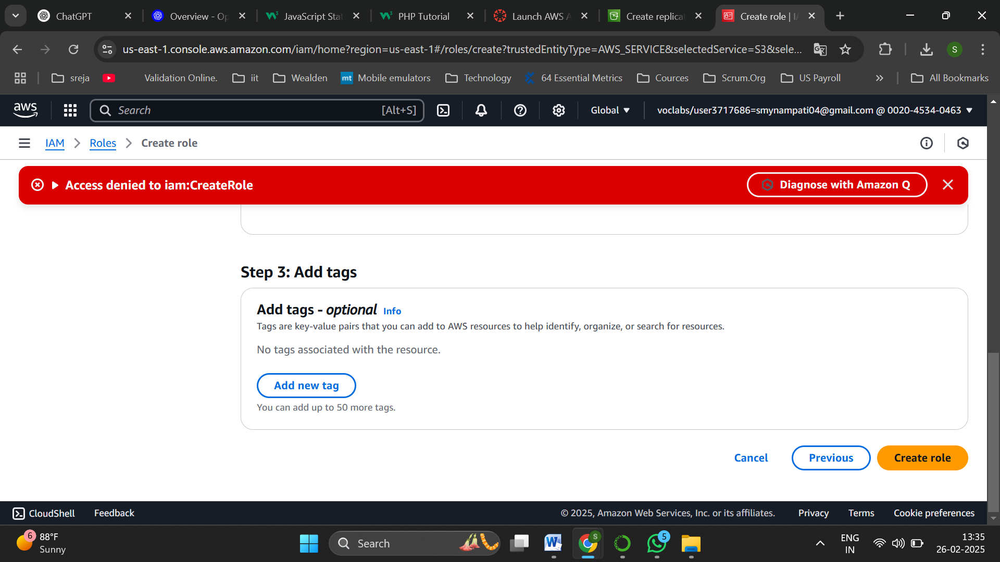 ChatGPT
Overview - Op
JavaScript Stat
PHP Tutorial
Launch AWS A
Create replicat
Create role | IA
us-east-1.console.aws.amazon.com/iam/home?region=us-east-1#/roles/create?trustedEntityType=AWS_SERVICE&selectedService=S3&sele...
S
sreja
Validation Online.
iit
Wealden
mt Mobile emulators
Technology
64 Essential Metrics
Cources
Scrum.Org
US Payroll
»
All Bookmarks
aws
Search
[Alt+S]
Global
voclabs/user3717686=smynampati04@gmail.com @ 0020-4534-0463
IAM
Roles
Create role
Access denied to iam:CreateRole
Diagnose with Amazon Q
Step 3: Add tags
Add tags - optional Info
Tags are key-value pairs that you can add to AWS resources to help identify, organize, or search for resources.
No tags associated with the resource.
Add new tag
You can add up to 50 more tags.
Cancel
Previous
Create role
CloudShell
Feedback
© 2025, Amazon Web Services, Inc. or its affiliates.
Privacy
Terms
Cookie preferences
6
88°F
Sunny
Search
W
S
5
ENG
IN
13:35
26-02-2025